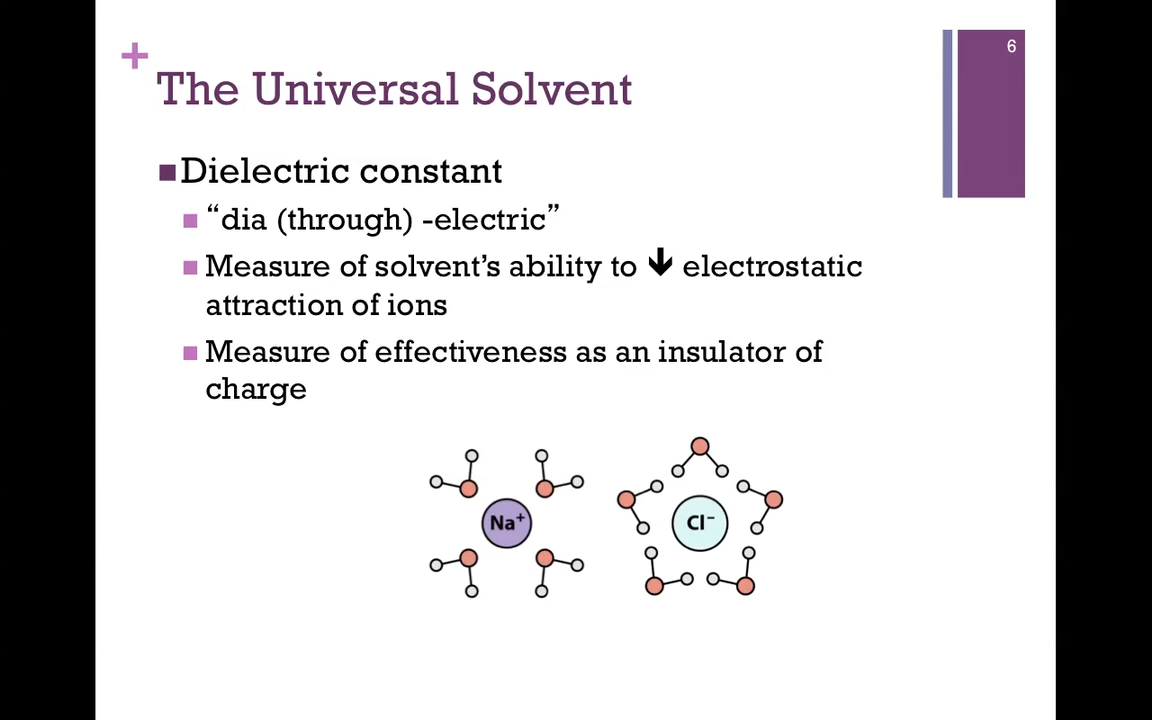 6
+
The Universal Solvent
■Dielectric constant
■ “dia (through) -electric”
■ Measure of solvent’s ability to 🡻 electrostatic
attraction of ions
■ Measure of effectiveness as an insulator of
charge
Na⁺
Cl⁻